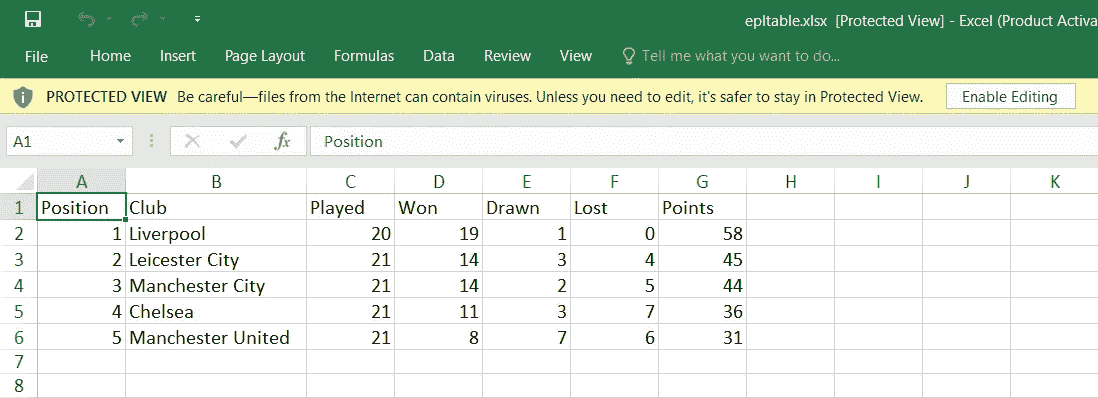 epltable.xlsx [Protected View] - Excel (Product Activa
File Home Insert Page Layout Formulas Data Review View Tell me what you want to do...
PROTECTED VIEW Be careful—files from the Internet can contain viruses. Unless you need to edit, it's safer to stay in Protected View. Enable Editing
A1 fx Position
A B C D E F G H I J K
1 Position Club Played Won Drawn Lost Points
2 1 Liverpool 20 19 1 0 58
3 2 Leicester City 21 14 3 4 45
4 3 Manchester City 21 14 2 5 44
5 4 Chelsea 21 11 3 7 36
6 5 Manchester United 21 8 7 6 31
7
8